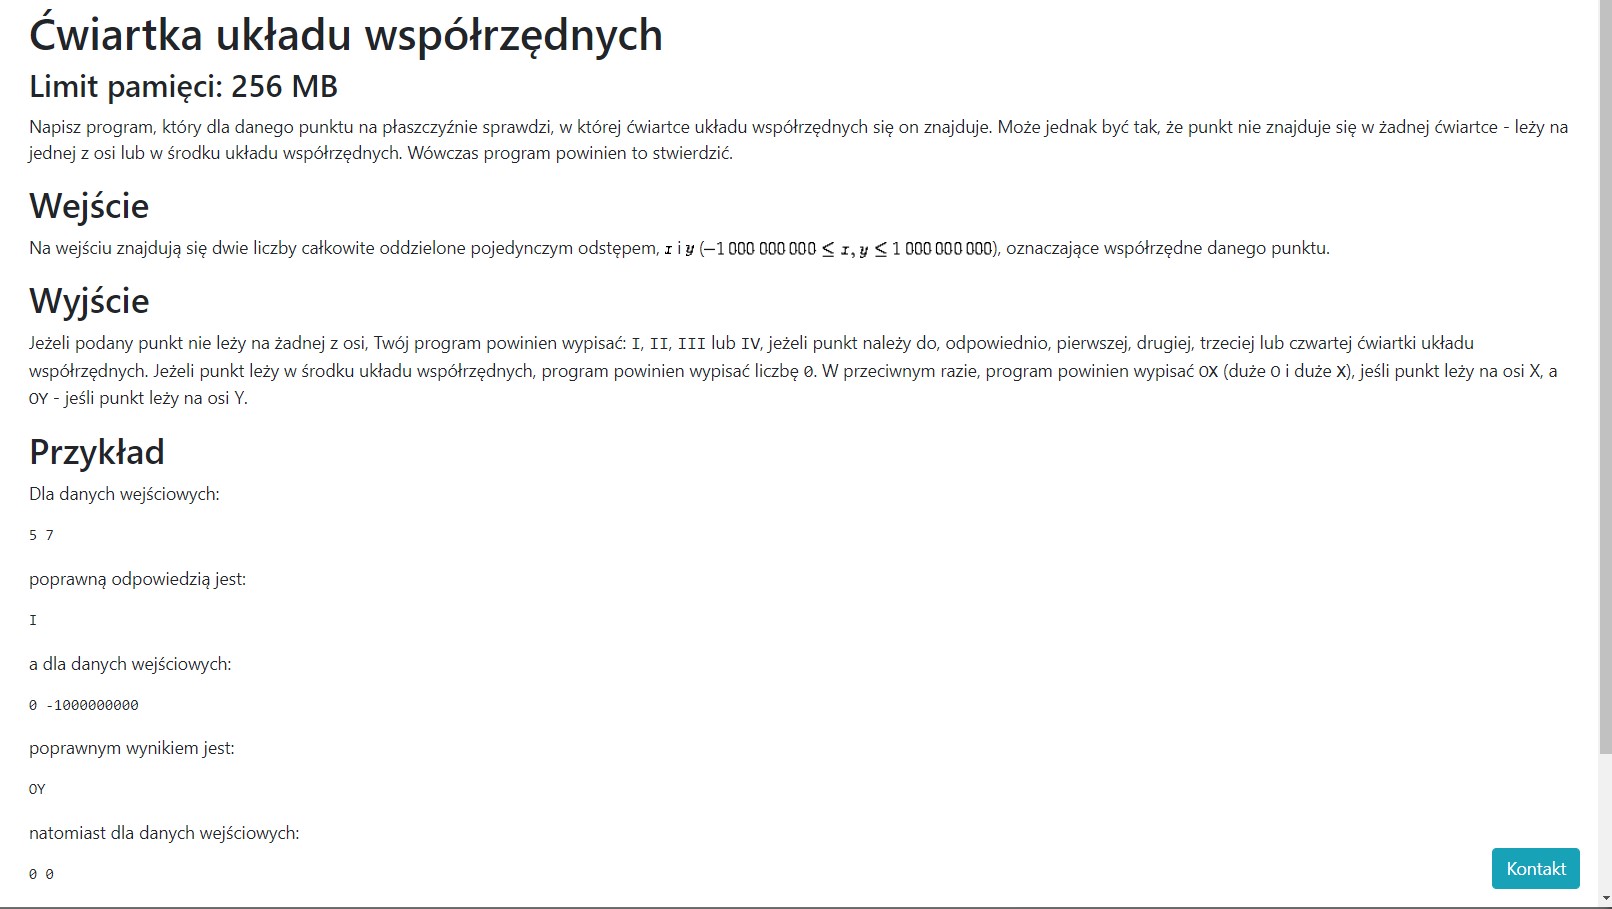 Ćwiartka układu współrzędnych
Limit pamięci: 256 MB
Napisz program, który dla danego punktu na płaszczyźnie sprawdzi, w której ćwiartce układu współrzędnych się on znajduje. Może jednak być tak, że punkt nie znajduje się w żadnej ćwiartce - leży na
jednej z osi lub w środku układu współrzędnych. Wówczas program powinien to stwierdzić.
Wejście
Na wejściu znajdują się dwie liczby całkowite oddzielone pojedynczym odstępem, x i y (−1 000 000 000 ≤ x, y ≤ 1 000 000 000), oznaczające współrzędne danego punktu.
Wyjście
Jeżeli podany punkt nie leży na żadnej z osi, Twój program powinien wypisać: I, II, III lub IV, jeżeli punkt należy do, odpowiednio, pierwszej, drugiej, trzeciej lub czwartej ćwiartki układu
współrzędnych. Jeżeli punkt leży w środku układu współrzędnych, program powinien wypisać liczbę 0. W przeciwnym razie, program powinien wypisać OX (duże O i duże X), jeśli punkt leży na osi X, a
OY - jeśli punkt leży na osi Y.
Przykład
Dla danych wejściowych:
5 7
poprawną odpowiedzią jest:
I
a dla danych wejściowych:
0 -1000000000
poprawnym wynikiem jest:
OY
natomiast dla danych wejściowych:
0 0
Kontakt